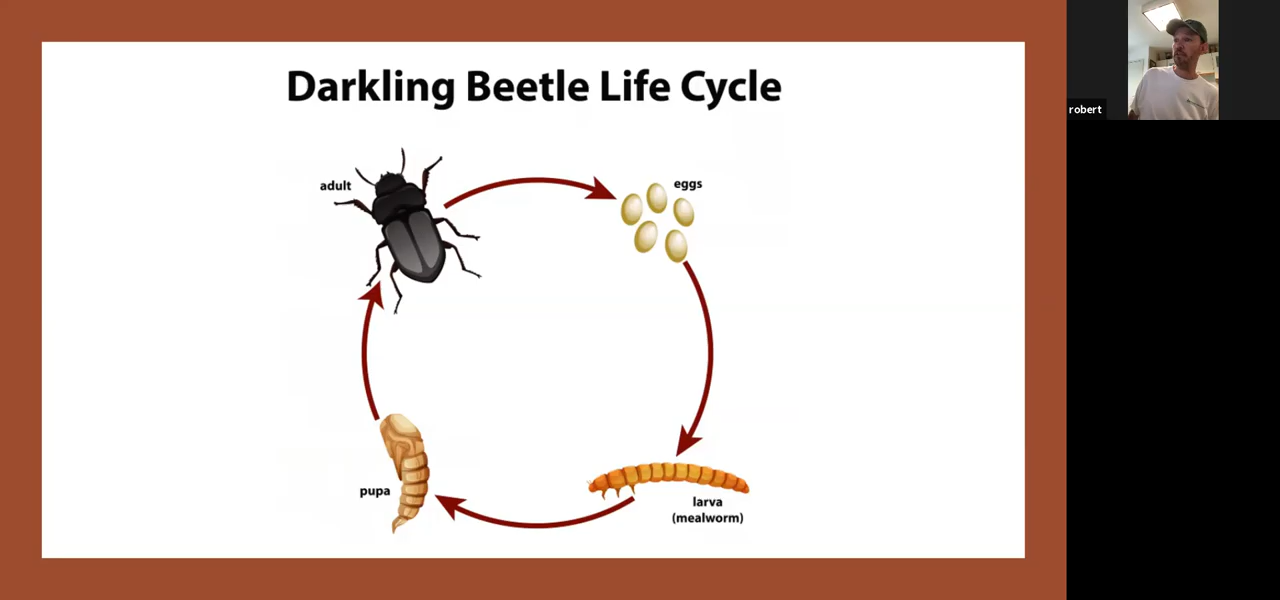 Darkling Beetle Life Cycle
adult
eggs
pupa
larva
(mealworm)
robert